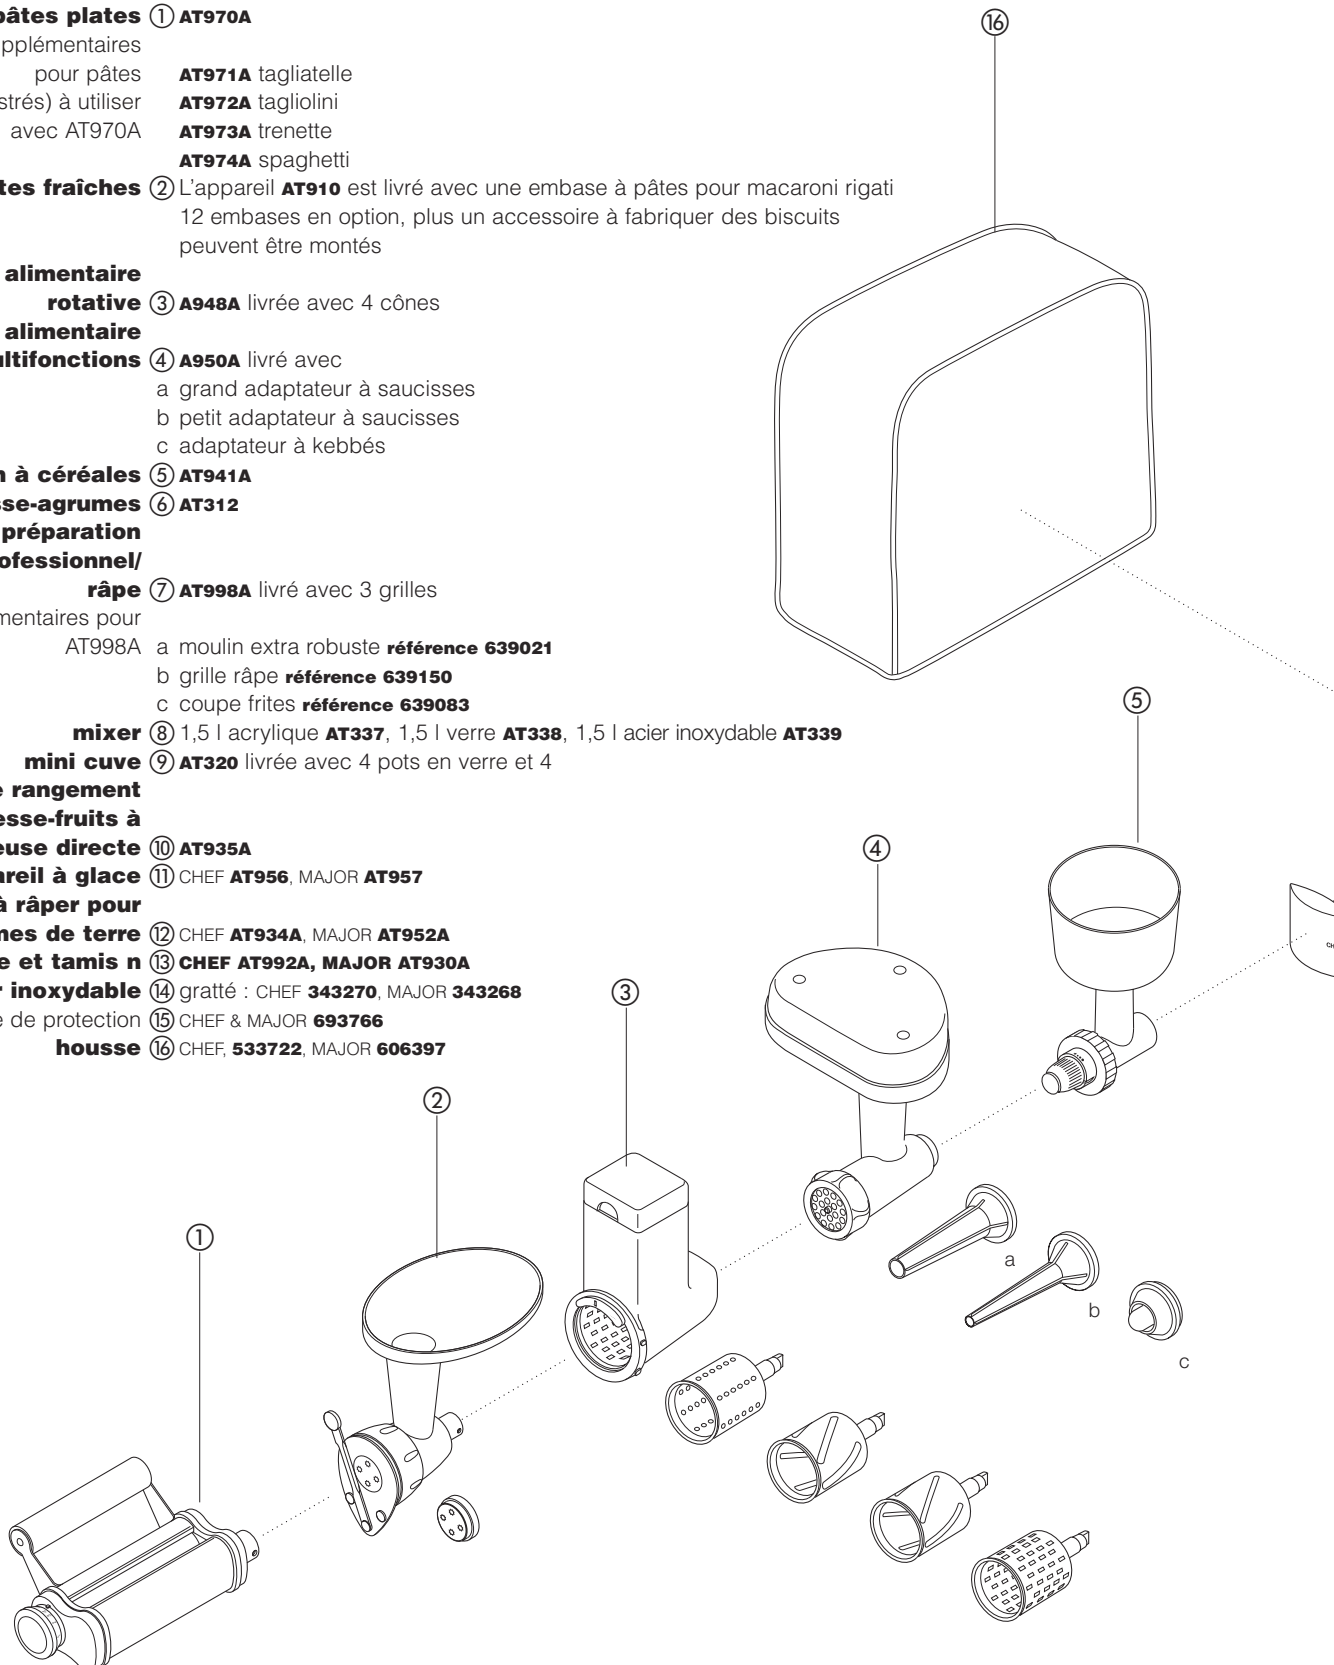 pâtes plates ① AT970A
pplémentaires
pour pâtes AT971A tagliatelle
strés) à utiliser AT972A tagliolini
avec AT970A AT973A trenette
AT974A spaghetti
tes fraîches ② L'appareil AT910 est livré avec une embase à pâtes pour macaroni rigati
12 embases en option, plus un accessoire à fabriquer des biscuits
peuvent être montés
alimentaire
rotative ③ A948A livrée avec 4 cônes
alimentaire
ultifonctions ④ A950A livré avec
a grand adaptateur à saucisses
b petit adaptateur à saucisses
c adaptateur à kebbés
n à céréales ⑤ AT941A
sse-agrumes ⑥ AT312
préparation
ofessionnel/
râpe ⑦ AT998A livré avec 3 grilles
mentaires pour
AT998A a moulin extra robuste référence 639021
b grille râpe référence 639150
c coupe frites référence 639083
mixer ⑧ 1,5 l acrylique AT337, 1,5 l verre AT338, 1,5 l acier inoxydable AT339
mini cuve ⑨ AT320 livrée avec 4 pots en verre et 4
e rangement
esse-fruits à
euse directe ⑩ AT935A
areil à glace ⑪ CHEF AT956, MAJOR AT957
à râper pour
mes de terre ⑫ CHEF AT934A, MAJOR AT952A
e et tamis n ⑬ CHEF AT992A, MAJOR AT930A
r inoxydable ⑭ gratté : CHEF 343270, MAJOR 343268
e de protection ⑮ CHEF & MAJOR 693766
housse ⑯ CHEF, 533722, MAJOR 606397
⑯
⑤
④
CH
③
②
①
a
b
c